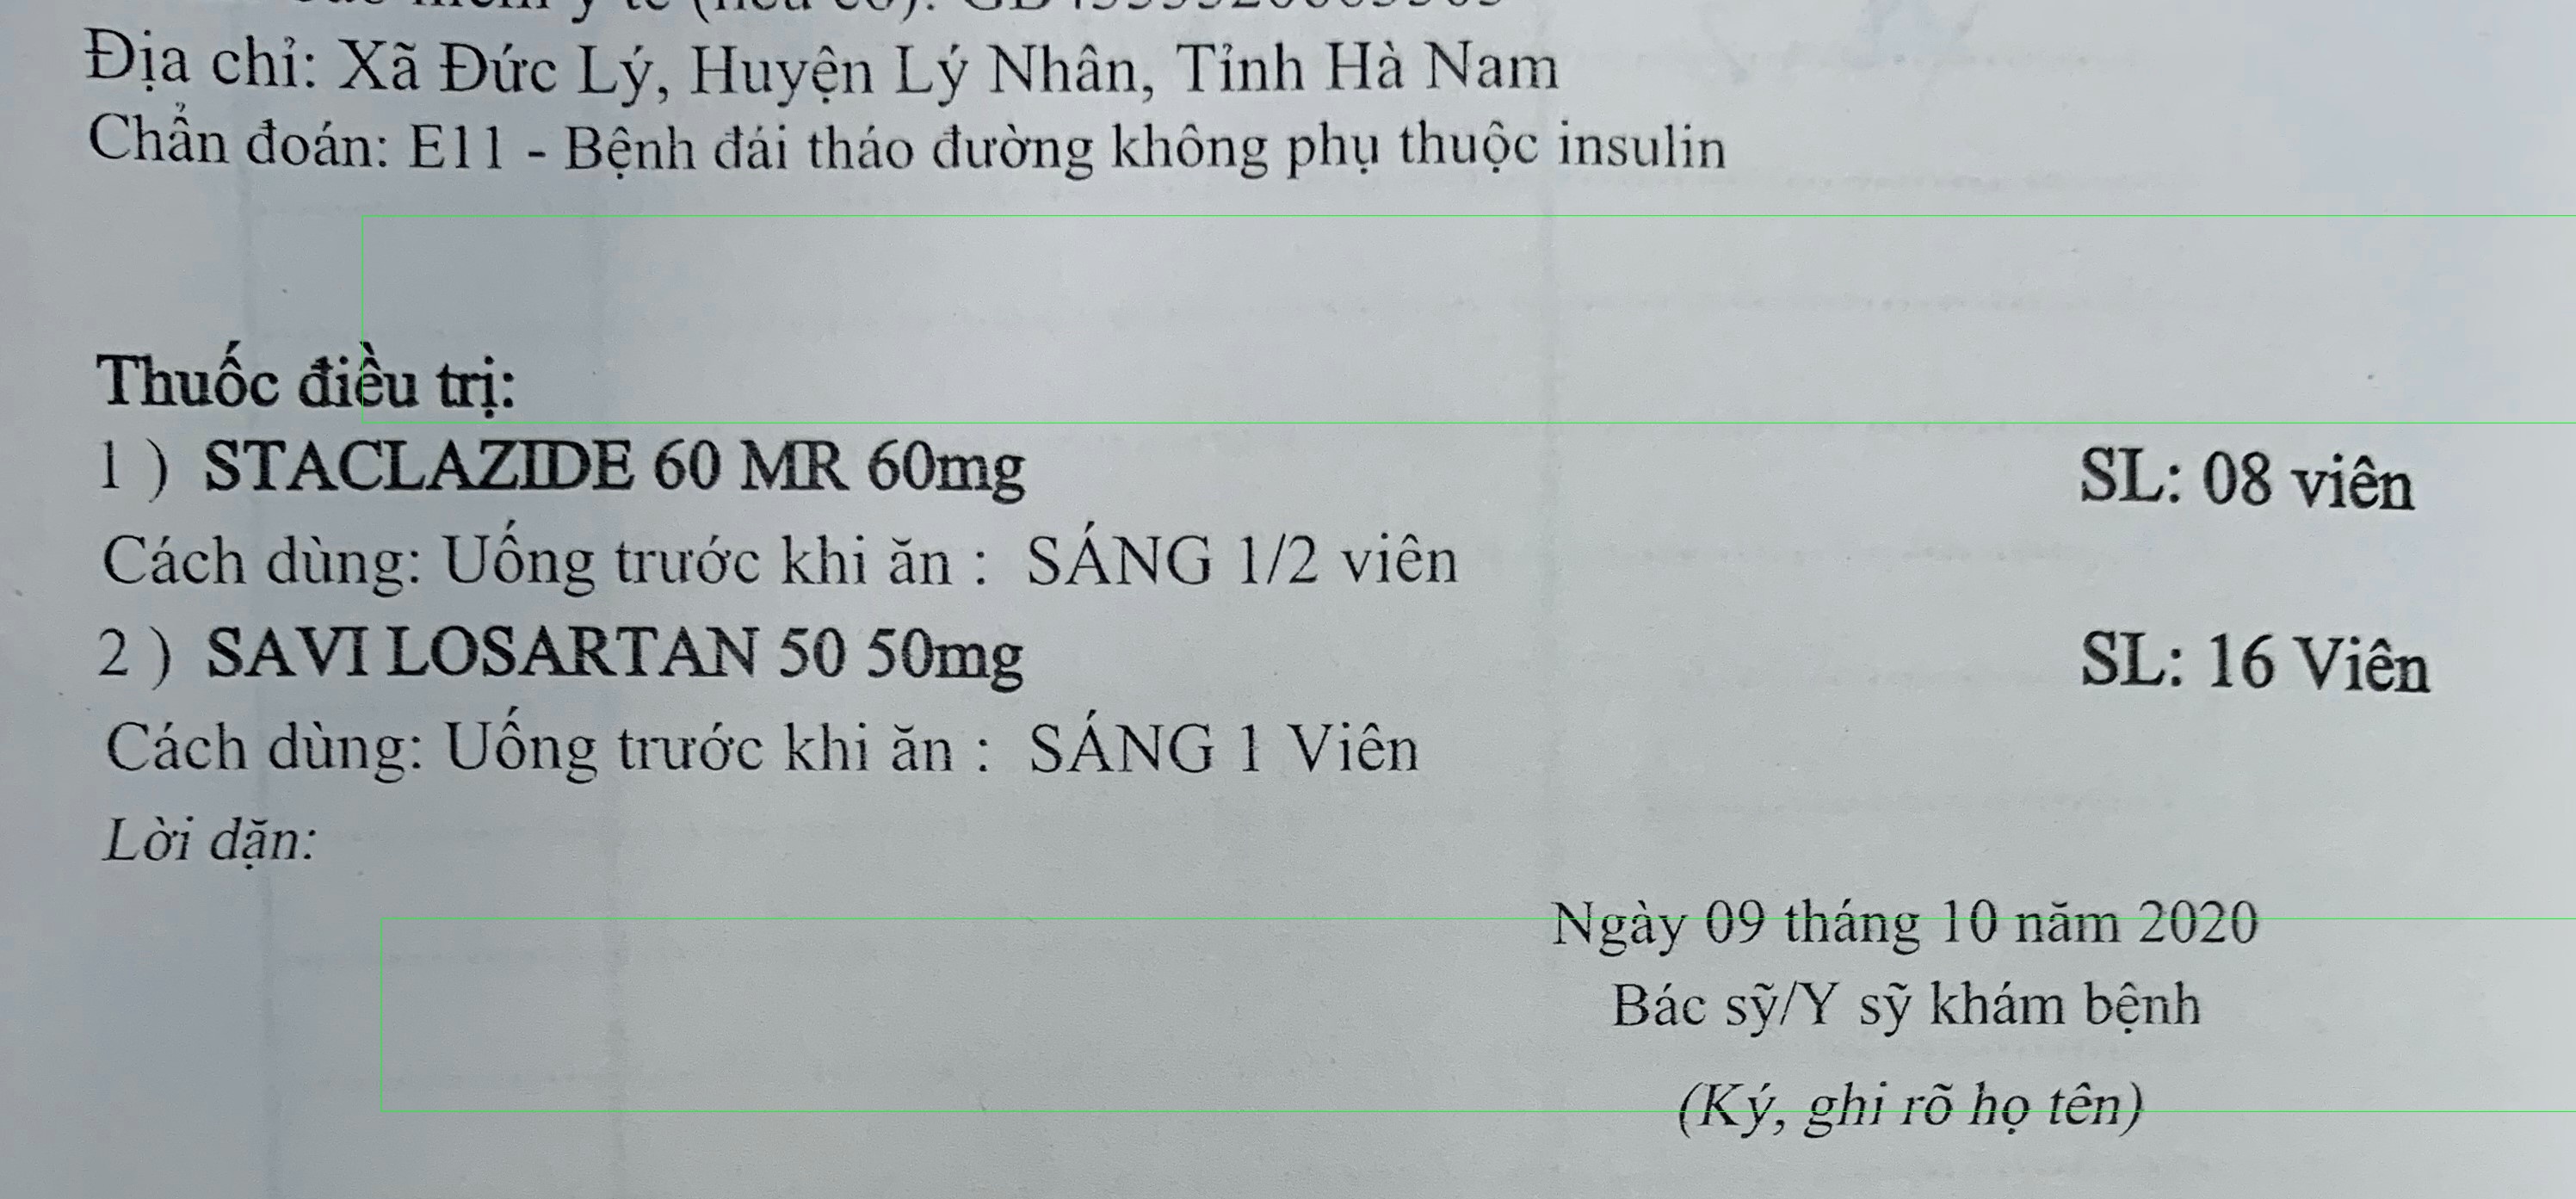 Địa chỉ: Xã Đức Lý, Huyện Lý Nhân, Tỉnh Hà Nam
Chẩn đoán: E11 - Bệnh đái tháo đường không phụ thuộc insulin
Thuốc điều trị:
1 ) STACLAZIDE 60 MR 60mg SL: 08 viên
Cách dùng: Uống trước khi ăn : SÁNG 1/2 viên
2 ) SAVI LOSARTAN 50 50mg SL: 16 Viên
Cách dùng: Uống trước khi ăn : SÁNG 1 Viên
Lời dặn:
Ngày 09 tháng 10 năm 2020
Bác sỹ/Y sỹ khám bệnh
(Ký, ghi rõ họ tên)